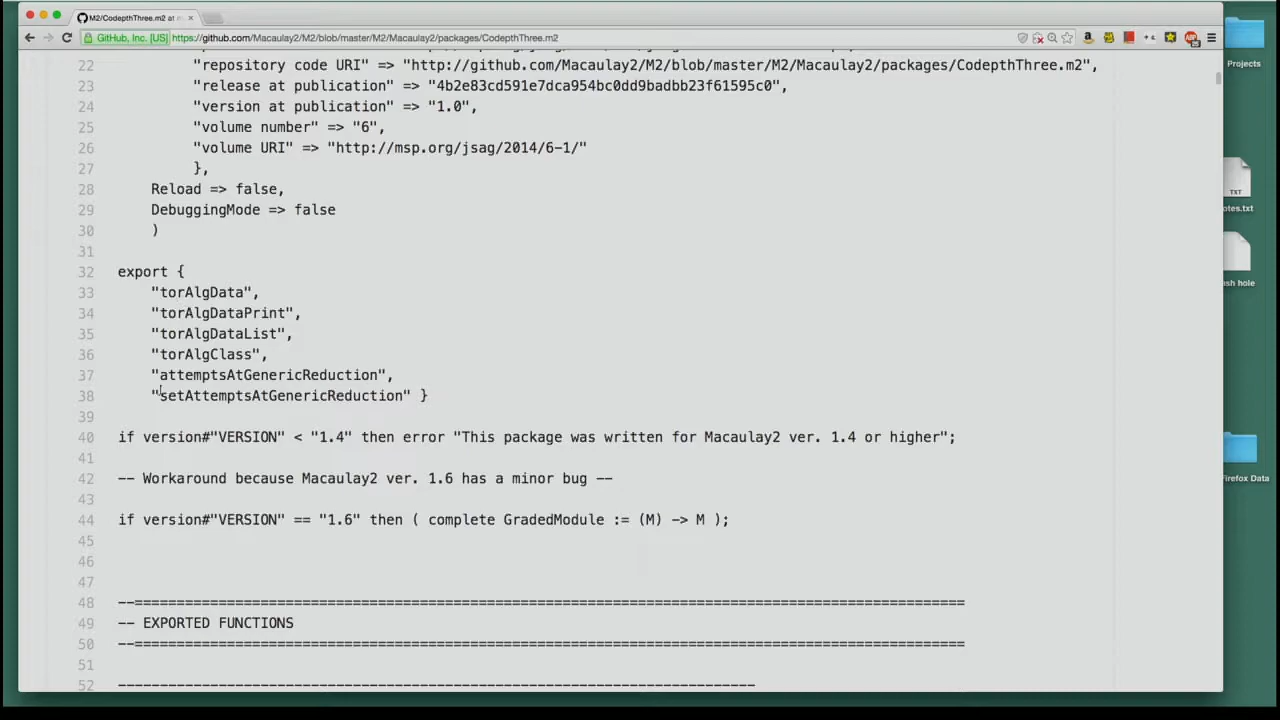 M2/CodepthThree.m2 at m
GitHub, Inc. [US] https://github.com/Macaulay2/M2/blob/master/M2/Macaulay2/packages/CodepthThree.m2
Projects
22 "repository code URI" => "http://github.com/Macaulay2/M2/blob/master/M2/Macaulay2/packages/CodepthThree.m2",
23 "release at publication" => "4b2e83cd591e7dca954bc0dd9badbb23f61595c0",
24 "version at publication" => "1.0",
25 "volume number" => "6",
26 "volume URI" => "http://msp.org/jsag/2014/6-1/"
27 },
28 Reload => false,
29 DebuggingMode => false
30 )
31
32 export {
33 "torAlgData",
34 "torAlgDataPrint",
35 "torAlgDataList",
36 "torAlgClass",
37 "attemptsAtGenericReduction",
38 "setAttemptsAtGenericReduction" }
39
40 if version#"VERSION" < "1.4" then error "This package was written for Macaulay2 ver. 1.4 or higher";
41
42 -- Workaround because Macaulay2 ver. 1.6 has a minor bug --
43
44 if version#"VERSION" == "1.6" then ( complete GradedModule := (M) -> M );
45
46
47
48 --===================================================================================================
49 -- EXPORTED FUNCTIONS
50 --===================================================================================================
51
52 ----------------------------------------------------------------------------
TXT
otes.txt
ush hole
Firefox Data